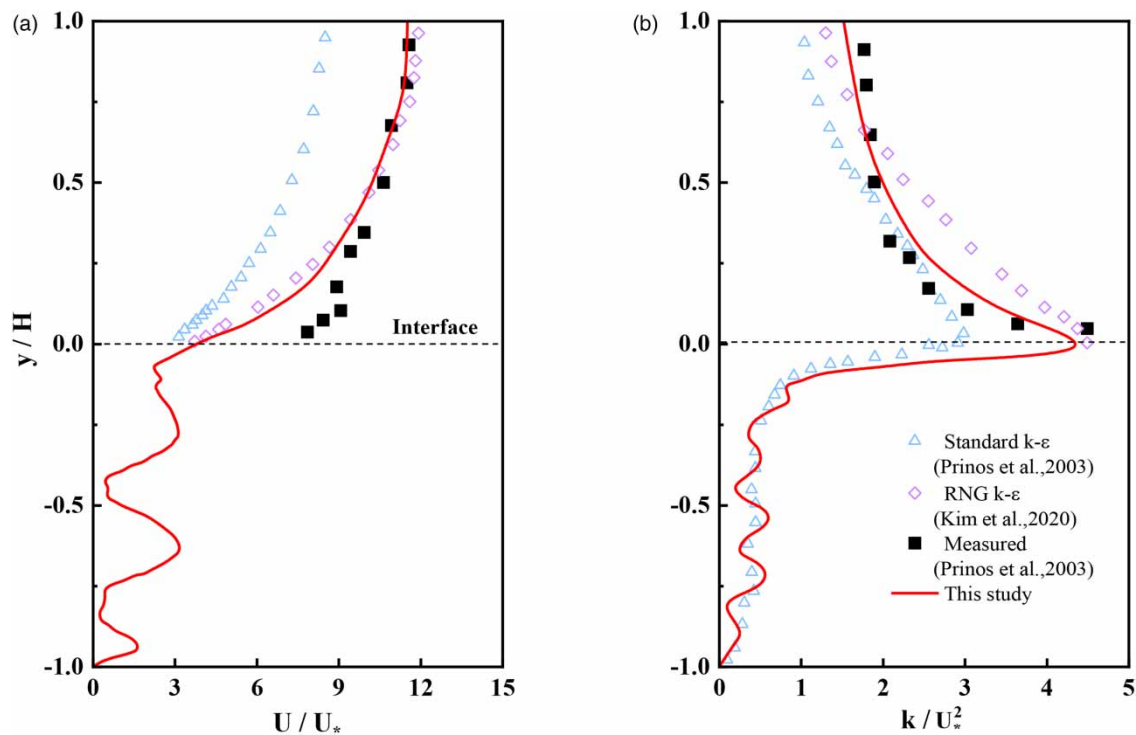 (a)
1.0
0.5
0.0
-0.5
-1.0
y / H
Interface
0 3 6 9 12 15
U / U*
(b)
1.0
0.5
0.0
-0.5
-1.0
Standard k-ε
(Prinos et al.,2003)
RNG k-ε
(Kim et al.,2020)
Measured
(Prinos et al.,2003)
This study
0 1 2 3 4 5
k / U*²